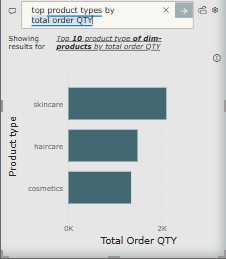 top product types by
total order QTY
Showing
results for
Top 10 product type of dim-
products by total order QTY
Product type
skincare
haircare
cosmetics
0K
2K
Total Order QTY